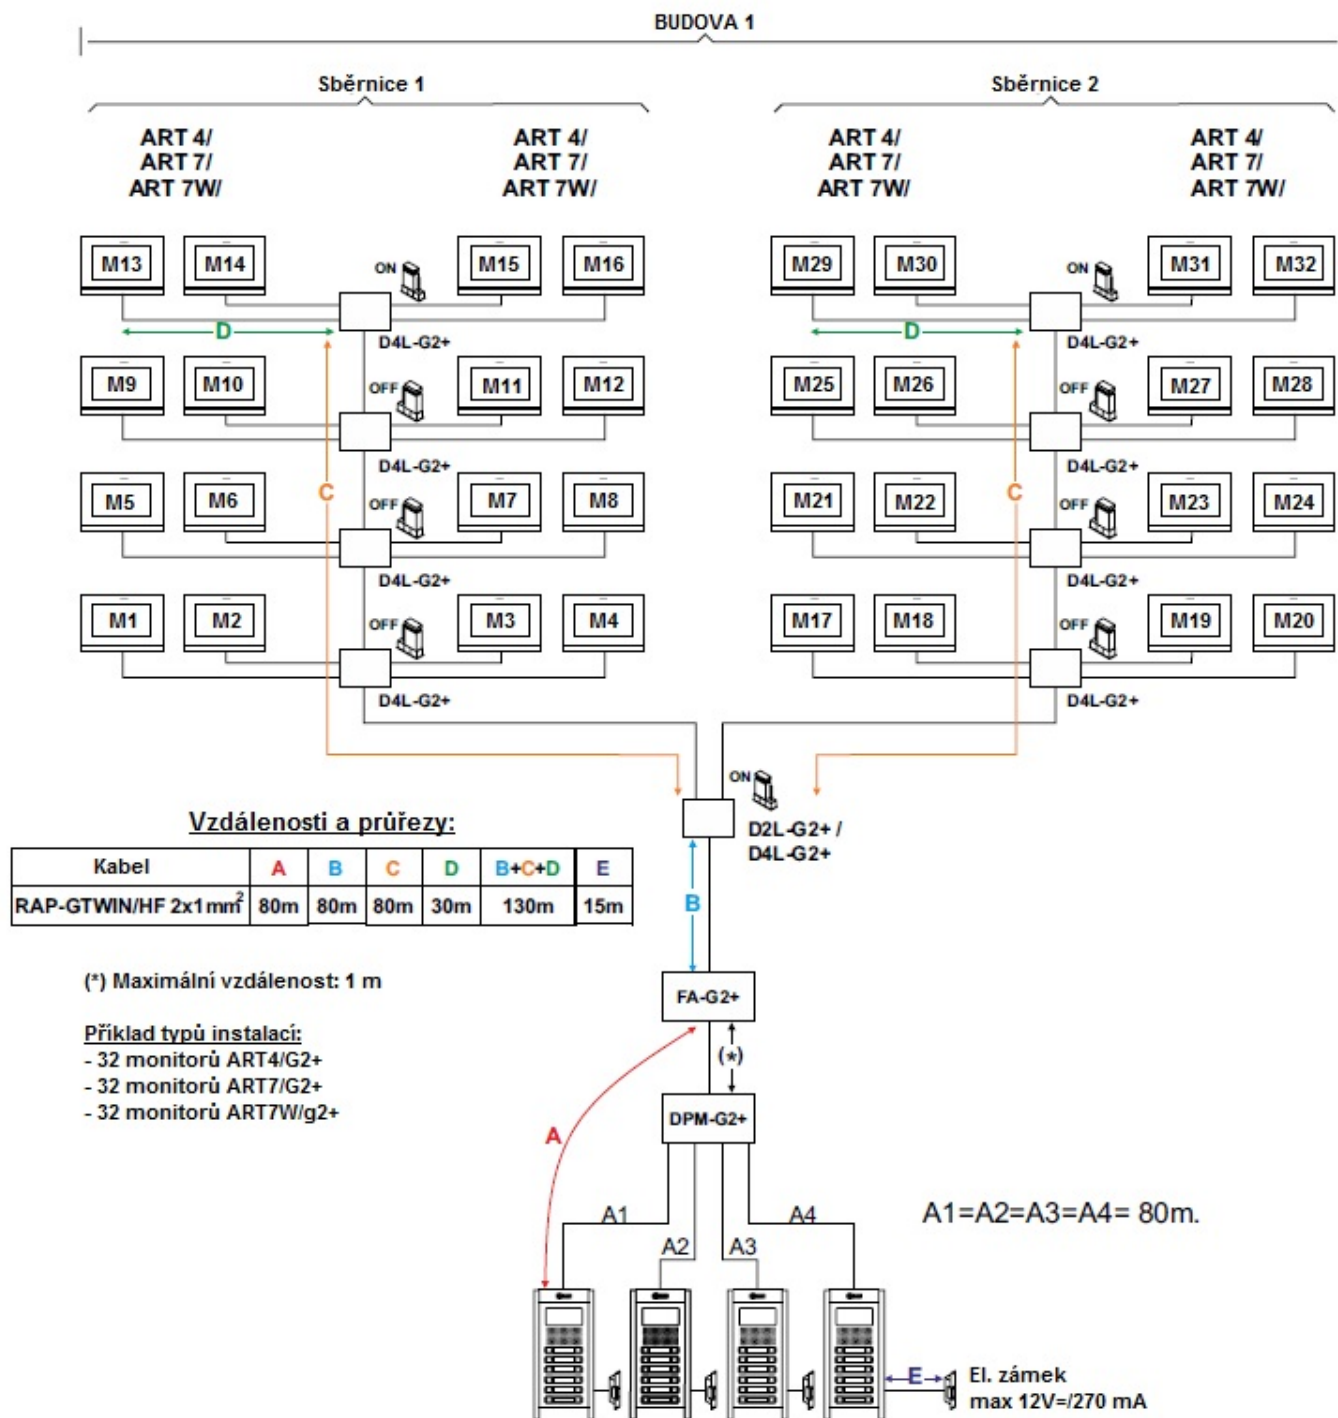 BUDOVA 1
Sběrnice 1
Sběrnice 2
ART 4/
ART 7/
ART 7W/
ART 4/
ART 7/
ART 7W/
ART 4/
ART 7/
ART 7W/
ART 4/
ART 7/
ART 7W/
M13 M14 ON M15 M16 M29 M30 ON M31 M32
D D
D4L-G2+ D4L-G2+
M9 M10 OFF M11 M12 M25 M26 OFF M27 M28
D4L-G2+ D4L-G2+
C C
M5 M6 OFF M7 M8 M21 M22 OFF M23 M24
D4L-G2+ D4L-G2+
M1 M2 OFF M3 M4 M17 M18 OFF M19 M20
D4L-G2+ D4L-G2+
ON
D2L-G2+ /
D4L-G2+
Vzdálenosti a průřezy:
Kabel A B C D B+C+D E
RAP-GTWIN/HF 2x1mm² 80m 80m 80m 30m 130m 15m
B
(*) Maximální vzdálenost: 1 m
FA-G2+
Příklad typů instalací:
- 32 monitorů ART4/G2+
- 32 monitorů ART7/G2+
- 32 monitorů ART7W/g2+
(*)
DPM-G2+
A
A1 A4
A2 A3
A1=A2=A3=A4= 80m.
E
El. zámek
max 12V=/270 mA